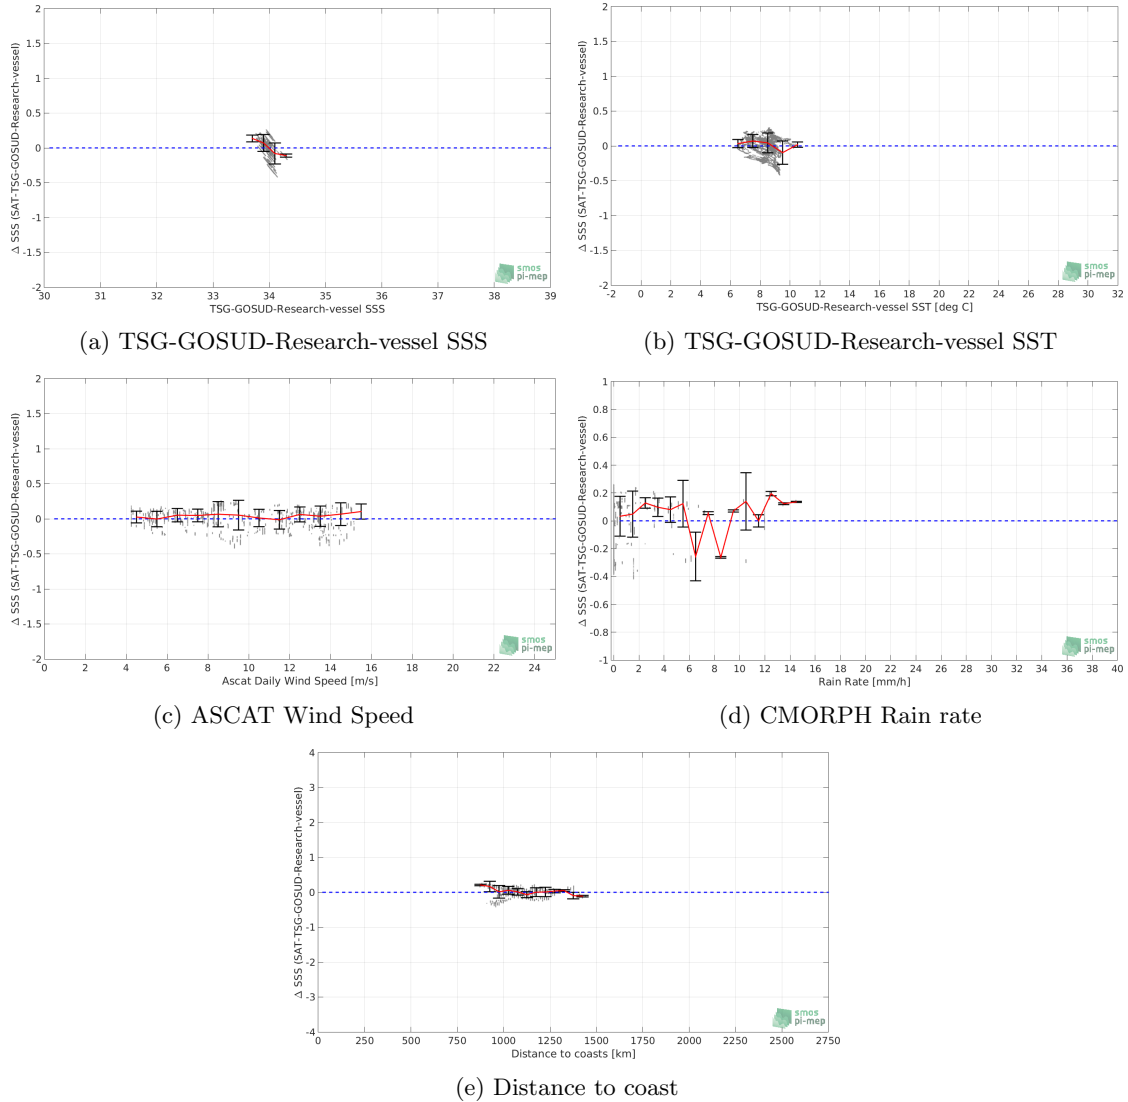 Δ SSS (SAT-TSG-GOSUD-Research-vessel)
2
1.5
1
0.5
0
-0.5
-1
-1.5
-2
30 31 32 33 34 35 36 37 38 39
TSG-GOSUD-Research-vessel SSS
smos
pi-mep
(a) TSG-GOSUD-Research-vessel SSS
Δ SSS (SAT-TSG-GOSUD-Research-vessel)
2
1.5
1
0.5
0
-0.5
-1
-1.5
-2
-2 0 2 4 6 8 10 12 14 16 18 20 22 24 26 28 30 32
TSG-GOSUD-Research-vessel SST [deg C]
smos
pi-mep
(b) TSG-GOSUD-Research-vessel SST
Δ SSS (SAT-TSG-GOSUD-Research-vessel)
2
1.5
1
0.5
0
-0.5
-1
-1.5
-2
0 2 4 6 8 10 12 14 16 18 20 22 24
Ascat Daily Wind Speed [m/s]
smos
pi-mep
(c) ASCAT Wind Speed
Δ SSS (SAT-TSG-GOSUD-Research-vessel)
1
0.8
0.6
0.4
0.2
0
-0.2
-0.4
-0.6
-0.8
-1
0 2 4 6 8 10 12 14 16 18 20 22 24 26 28 30 32 34 36 38 40
Rain Rate [mm/h]
smos
pi-mep
(d) CMORPH Rain rate
Δ SSS (SAT-TSG-GOSUD-Research-vessel)
4
3
2
1
0
-1
-2
-3
-4
0 250 500 750 1000 1250 1500 1750 2000 2250 2500 2750
Distance to coasts [km]
smos
pi-mep
(e) Distance to coast